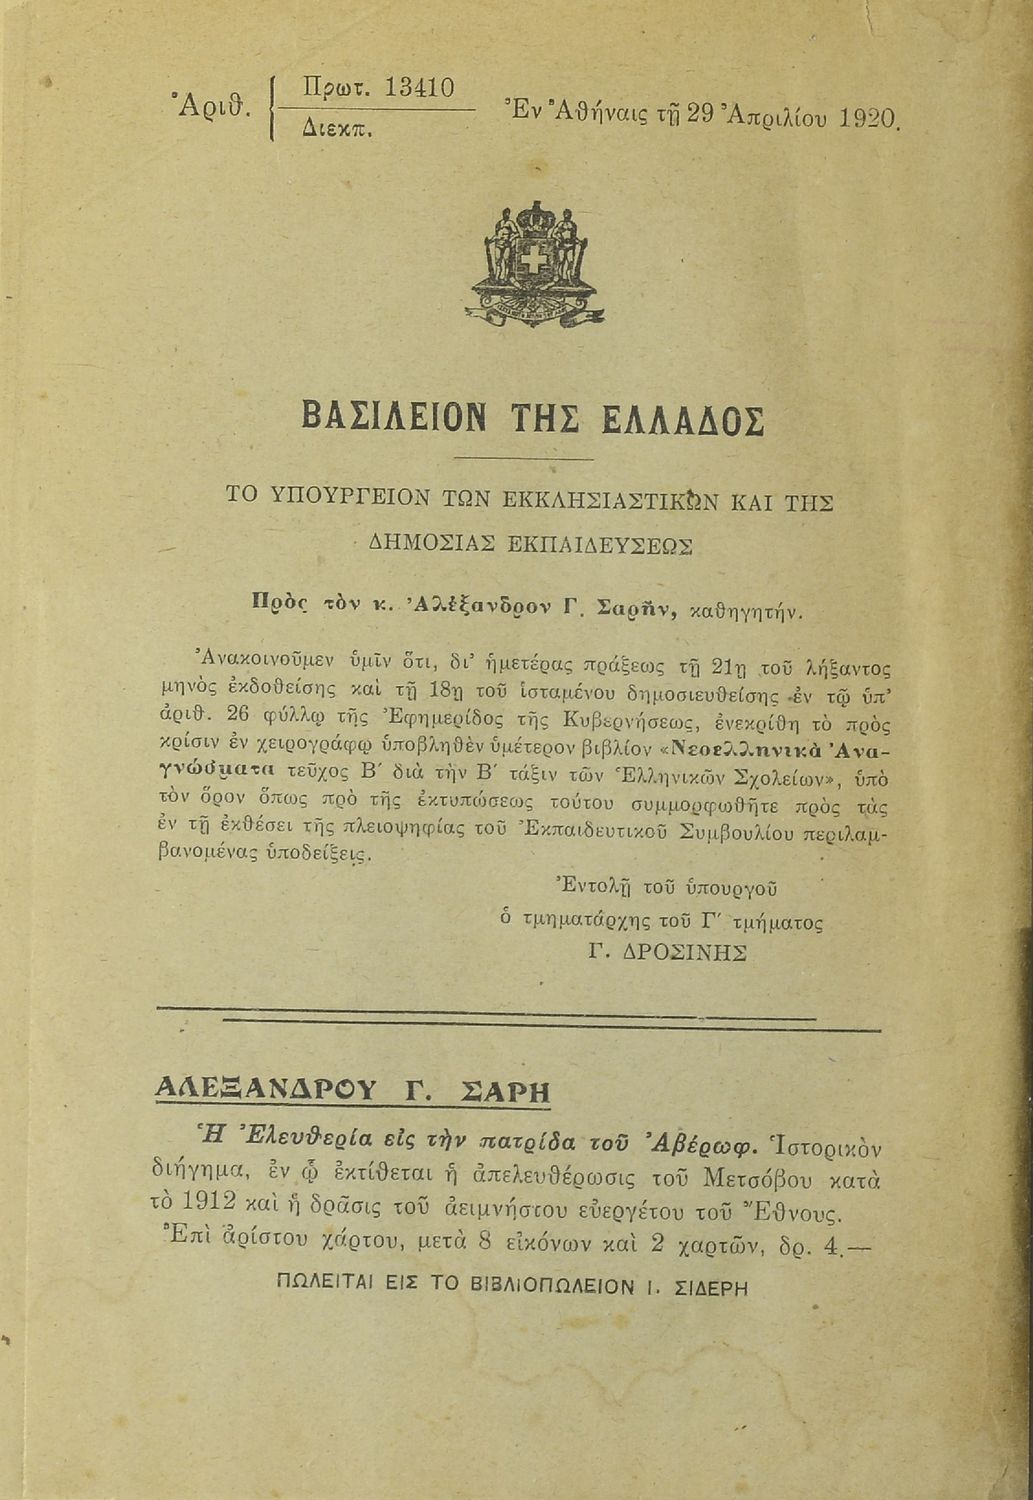 Ἀριθ. { Πρωτ. 13410
Διεκπ.
Ἐν Ἀθήναις τῇ 29 Ἀπριλίου 1920.
ΒΑΣΙΛΕΙΟΝ ΤΗΣ ΕΛΛΑΔΟΣ
ΤΟ ΥΠΟΥΡΓΕΙΟΝ ΤΩΝ ΕΚΚΛΗΣΙΑΣΤΙΚΩΝ ΚΑΙ ΤΗΣ
ΔΗΜΟΣΙΑΣ ΕΚΠΑΙΔΕΥΣΕΩΣ
Πρὸς τὸν κ. Ἀλέξανδρον Γ. Σαρῆν, καθηγητήν.
Ἀνακοινοῦμεν ὑμῖν ὅτι, δι’ ἡμετέρας πράξεως τῇ 21ῃ τοῦ λήξαντος
μηνὸς ἐκδοθείσης καὶ τῇ 18ῃ τοῦ ἱσταμένου δημοσιευθείσης ἐν τῷ ὑπ’
ἀριθ. 26 φύλλῳ τῆς Ἐφημερίδος τῆς Κυβερνήσεως, ἐνεκρίθη τὸ πρὸς
κρίσιν ἐν χειρογράφῳ ὑποβληθὲν ὑμέτερον βιβλίον «Νεοελληνικὰ Ἀνα-
γνώσματα τεῦχος Β΄ διὰ τὴν Β΄ τάξιν τῶν Ἑλληνικῶν Σχολείων», ὑπὸ
τὸν ὅρον ὅπως πρὸ τῆς ἐκτυπώσεως τούτου συμμορφωθῆτε πρὸς τὰς
ἐν τῇ ἐκθέσει τῆς πλειοψηφίας τοῦ Ἐκπαιδευτικοῦ Συμβουλίου περιλαμ-
βανομένας ὑποδείξεις.
Ἐντολῇ τοῦ ὑπουργοῦ
ὁ τμηματάρχης τοῦ Γ΄ τμήματος
Γ. ΔΡΟΣΙΝΗΣ
ΑΛΕΞΑΝΔΡΟΥ Γ. ΣΑΡΗ
Ἡ Ἐλευθερία εἰς τὴν πατρίδα τοῦ Ἀβέρωφ. Ἱστορικὸν
διήγημα, ἐν ᾧ ἐκτίθεται ἡ ἀπελευθέρωσις τοῦ Μετσόβου κατὰ
τὸ 1912 καὶ ἡ δρᾶσις τοῦ ἀειμνήστου εὐεργέτου τοῦ Ἔθνους.
Ἐπὶ ἀρίστου χάρτου, μετὰ 8 εἰκόνων καὶ 2 χαρτῶν, δρ. 4.—
ΠΩΛΕΙΤΑΙ ΕΙΣ ΤΟ ΒΙΒΛΙΟΠΩΛΕΙΟΝ Ι. ΣΙΔΕΡΗ